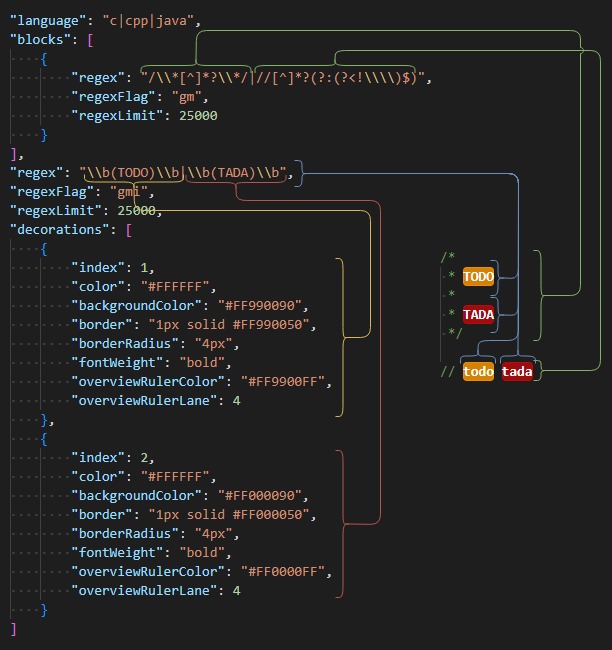 "language": "c|cpp|java",
"blocks": [
{
"regex": "/\\*[^]*?\\*/|//[^]*?(?:(?<!\\\\)$)",
"regexFlag": "gm",
"regexLimit": 25000
}
],
"regex": "\\b(TODO)\\b|\\b(TADA)\\b",
"regexFlag": "gmi",
"regexLimit": 25000,
"decorations": [
{
"index": 1,
"color": "#FFFFFF",
"backgroundColor": "#FF990090",
"border": "1px solid #FF990050",
"borderRadius": "4px",
"fontWeight": "bold",
"overviewRulerColor": "#FF9900FF",
"overviewRulerLane": 4
},
{
"index": 2,
"color": "#FFFFFF",
"backgroundColor": "#FF000090",
"border": "1px solid #FF000050",
"borderRadius": "4px",
"fontWeight": "bold",
"overviewRulerColor": "#FF0000FF",
"overviewRulerLane": 4
}
]
/*
* TODO
*
* TADA
*/
// todo tada